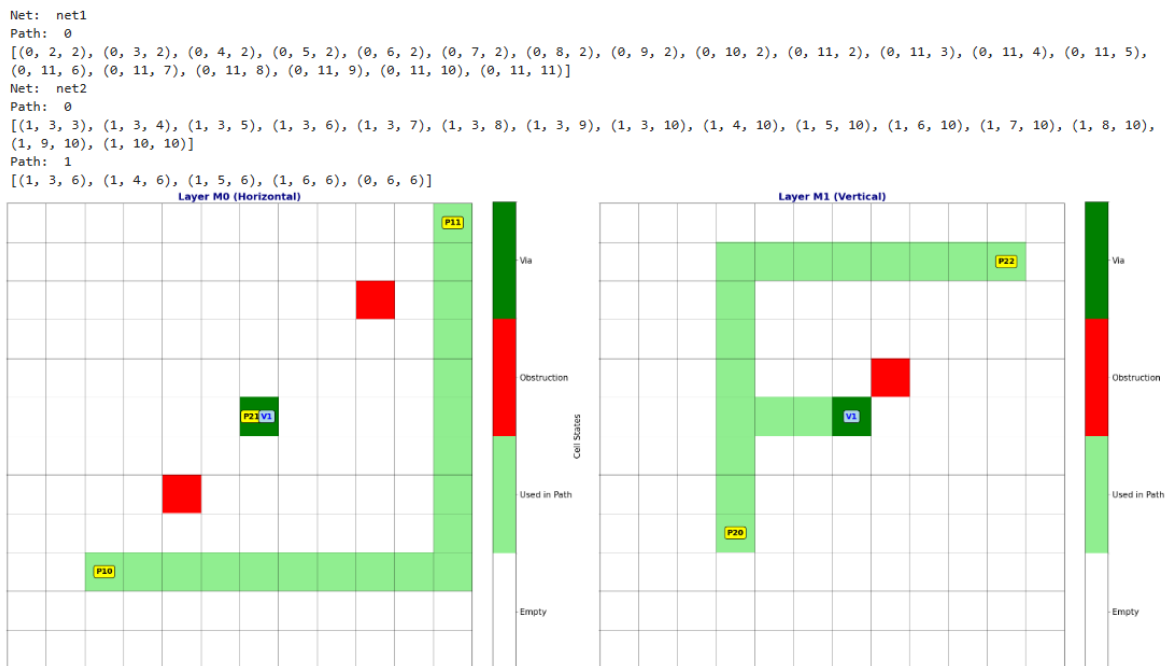 Net:  net1
Path:  0
[(0, 2, 2), (0, 3, 2), (0, 4, 2), (0, 5, 2), (0, 6, 2), (0, 7, 2), (0, 8, 2), (0, 9, 2), (0, 10, 2), (0, 11, 2), (0, 11, 3), (0, 11, 4), (0, 11, 5),
(0, 11, 6), (0, 11, 7), (0, 11, 8), (0, 11, 9), (0, 11, 10), (0, 11, 11)]
Net:  net2
Path:  0
[(1, 3, 3), (1, 3, 4), (1, 3, 5), (1, 3, 6), (1, 3, 7), (1, 3, 8), (1, 3, 9), (1, 3, 10), (1, 4, 10), (1, 5, 10), (1, 6, 10), (1, 7, 10), (1, 8, 10),
(1, 9, 10), (1, 10, 10)]
Path:  1
[(1, 3, 6), (1, 4, 6), (1, 5, 6), (1, 6, 6), (0, 6, 6)]
Layer M0 (Horizontal)
P11
P21
V1
P10
Via
Obstruction
Used in Path
Empty
Cell States
Layer M1 (Vertical)
P22
V1
P20
Via
Obstruction
Used in Path
Empty